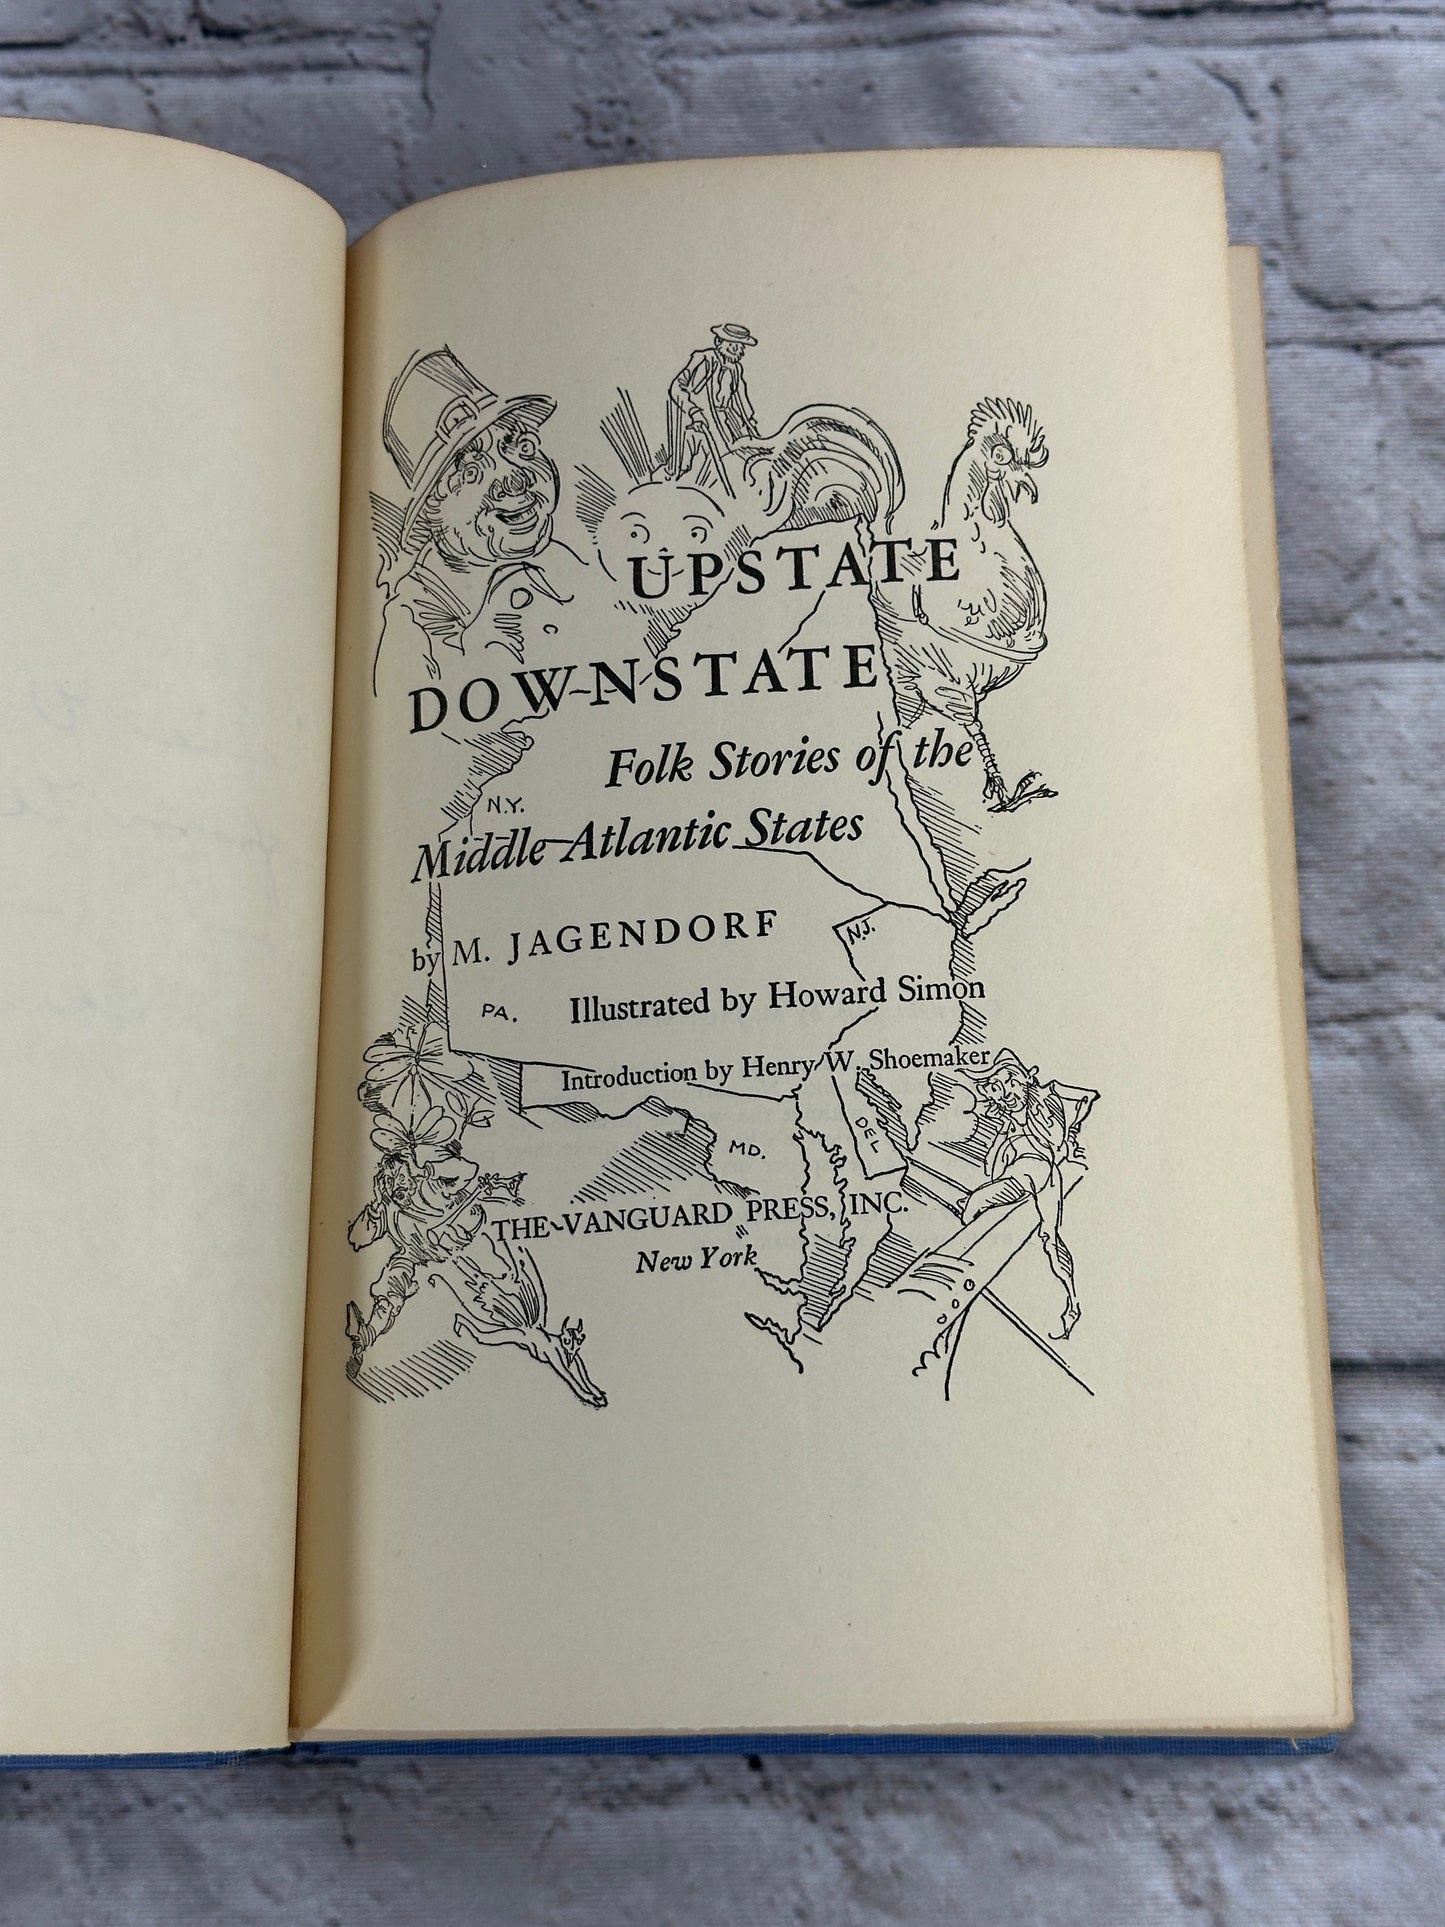 UPSTATE
DOWNSTATE
Folk Stories of the
N.Y.
Middle Atlantic States
by M. JAGENDORF
N.J.
PA. Illustrated by Howard Simon
Introduction by Henry W. Shoemaker
DEL
MD.
THE VANGUARD PRESS, INC.
New York